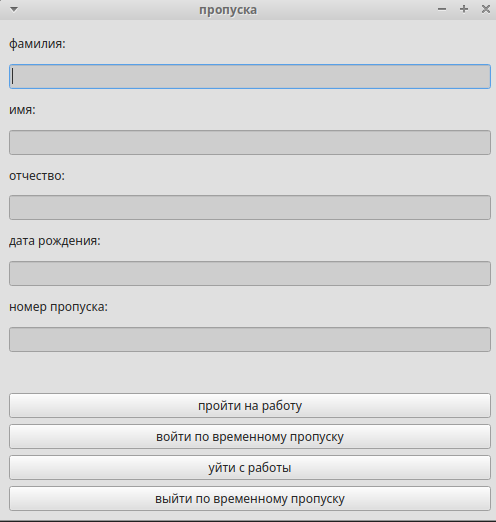 пропуска
фамилия:
имя:
отчество:
дата рождения:
номер пропуска:
пройти на работу
войти по временному пропуску
уйти с работы
выйти по временному пропуску